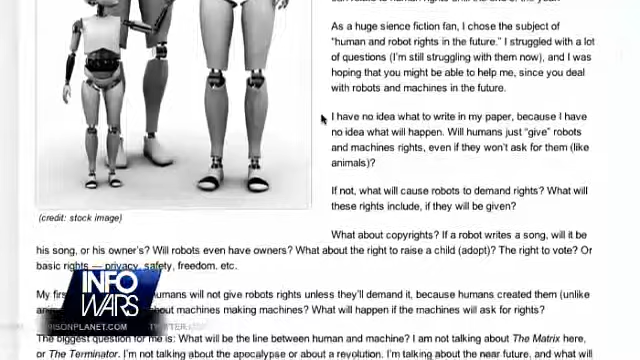 As a huge sience fiction fan, I chose the subject of
"human and robot rights in the future." I struggled with a lot
of questions (I'm still struggling with them now), and I was
hoping that you might be able to help me, since you deal
with robots and machines in the future.
I have no idea what to write in my paper, because I have
no idea what will happen. Will humans just "give" robots
and machines rights, even if they won't ask for them (like
animals)?
If not, what will cause robots to demand rights? What will
these rights include, if they will be given?
(credit: stock image)
What about copyrights? If a robot writes a song, will it be
his song, or his owner's? Will robots even have owners? What about the right to raise a child (adopt)? The right to vote? Or
basic rights — privacy, safety, freedom. etc.
My umans will not give robots rights unless they'll demand it, because humans created them (unlike
bout machines making machines? What will happen if the machines will ask for rights?
INFO
WARS
RISONPLANET.COM
The biggest question for me is: What will be the line between human and machine? I am not talking about The Matrix here,
or The Terminator. I'm not talking about the apocalypse or about a revolution. I'm talking about the near future, and what will